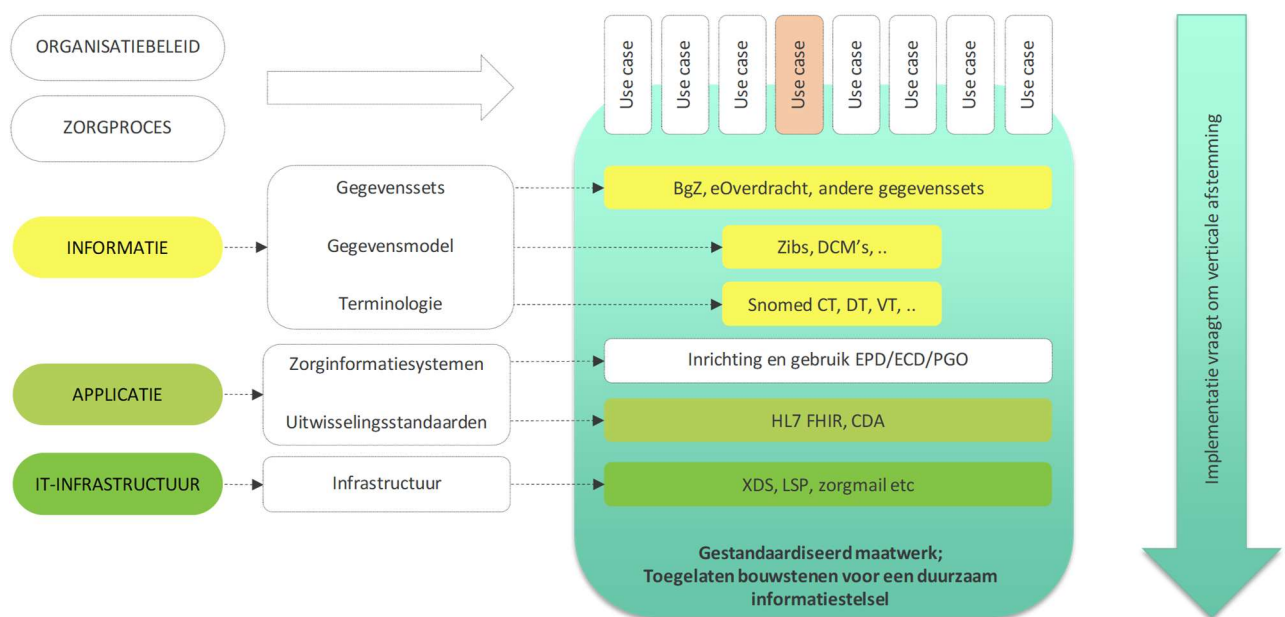 ORGANISATIEBELEID
ZORGPROCES
Use case
Use case
Use case
Use case
Use case
Use case
Use case
Use case
INFORMATIE
Gegevenssets
BgZ, eOverdracht, andere gegevenssets
Gegevensmodel
Zibs, DCM's, ..
Terminologie
Snomed CT, DT, VT, ..
APPLICATIE
Zorginformatiesystemen
Inrichting en gebruik EPD/ECD/PGO
Uitwisselingsstandaarden
HL7 FHIR, CDA
IT-INFRASTRUCTUUR
Infrastructuur
XDS, LSP, zorgmail etc
Gestandaardiseerd maatwerk;
Toegelaten bouwstenen voor een duurzaam
informatiestelsel
Implementatie vraagt om verticale afstemming